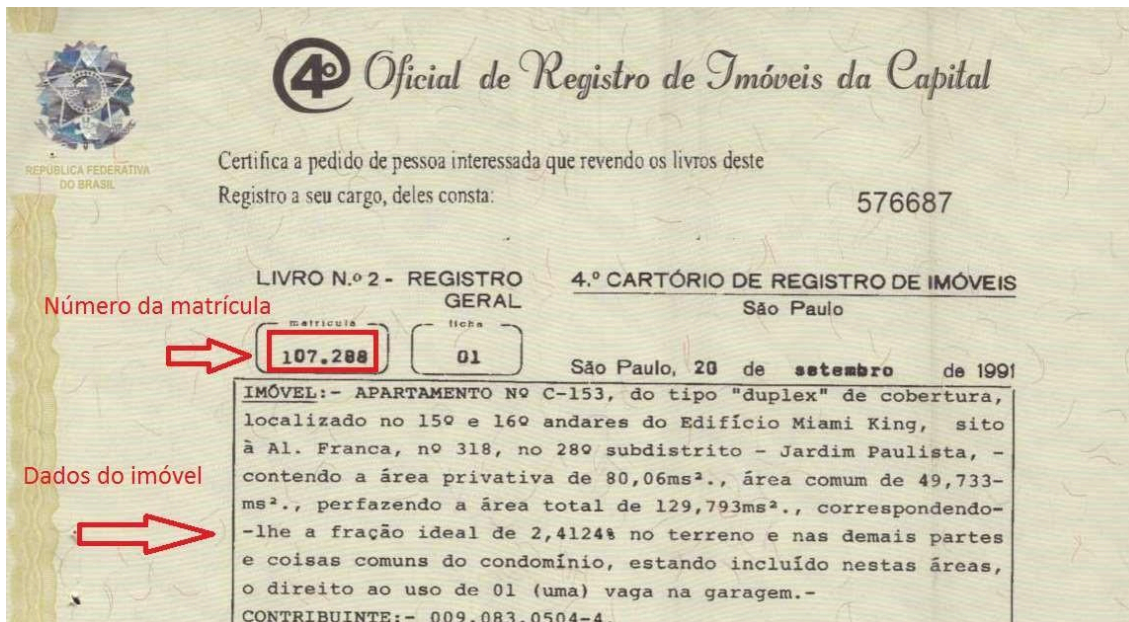 4º Oficial de Registro de Imóveis da Capital
REPÚBLICA FEDERATIVA
DO BRASIL
Certifica a pedido de pessoa interessada que revendo os livros deste
Registro a seu cargo, deles consta:
576687
LIVRO N.º 2 - REGISTRO
GERAL
4.º CARTÓRIO DE REGISTRO DE IMÓVEIS
São Paulo
Número da matrícula
matrícula
ficha
107.288
01
São Paulo, 20 de setembro de 1991
IMÓVEL:- APARTAMENTO Nº C-153, do tipo "duplex" de cobertura,
localizado no 15º e 16º andares do Edifício Miami King, sito
à Al. Franca, nº 318, no 28º subdistrito - Jardim Paulista, -
Dados do imóvel
contendo a área privativa de 80,06ms²., área comum de 49,733-
ms²., perfazendo a área total de 129,793ms²., correspondendo-
-lhe a fração ideal de 2,4124% no terreno e nas demais partes
e coisas comuns do condomínio, estando incluído nestas áreas,
o direito ao uso de 01 (uma) vaga na garagem.-
CONTRIBUINTE:- 009.083.0504-4.